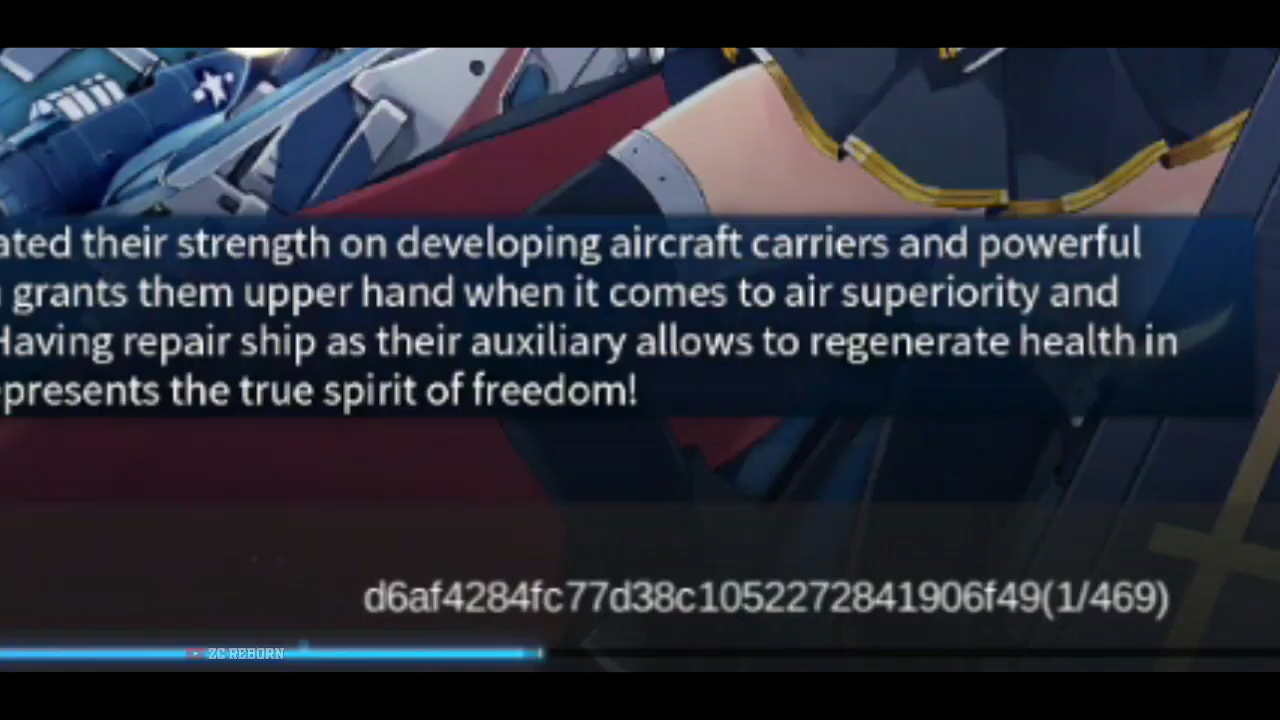 ated their strength on developing aircraft carriers and powerful
grants them upper hand when it comes to air superiority and
Having repair ship as their auxiliary allows to regenerate health in
presents the true spirit of freedom!
d6af4284fc77d38c1052272841906f49(1/469)
ZC REBORN